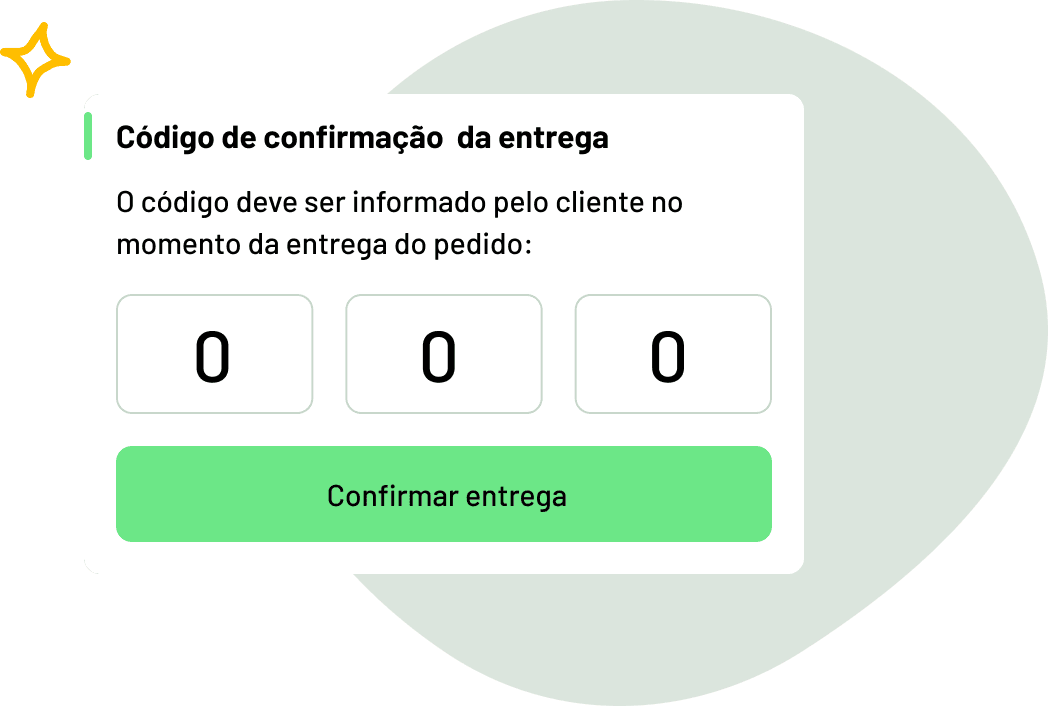 Código de confirmação  da entrega
O código deve ser informado pelo cliente no
momento da entrega do pedido:
0 0 0
Confirmar entrega